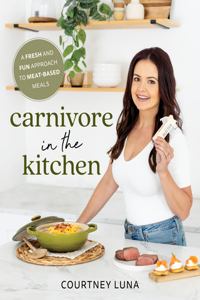 A FRESH AND
FUN APPROACH
TO MEAT-BASED
MEALS
carnivore
in the
kitchen
COURTNEY LUNA